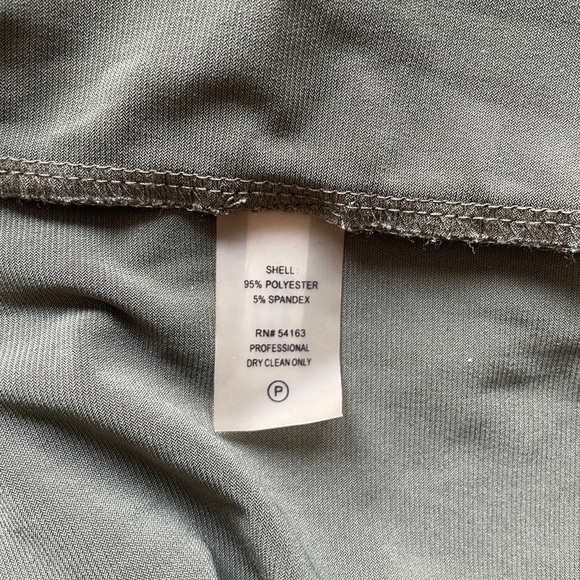 SHELL:
95% POLYESTER
5% SPANDEX
RN# 54163
PROFESSIONAL
DRY CLEAN ONLY
P